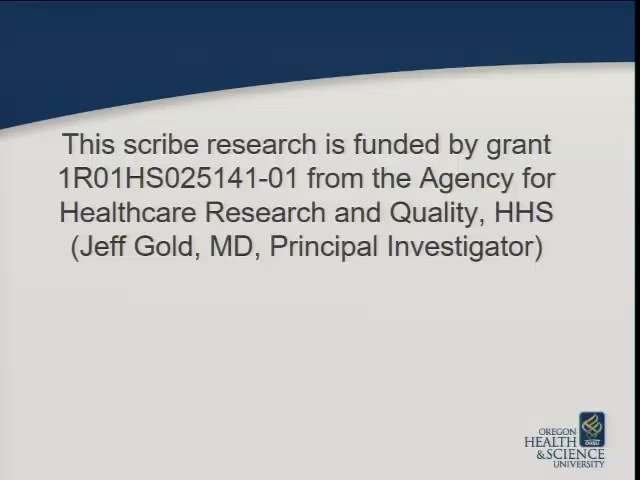 This scribe research is funded by grant
1R01HS025141-01 from the Agency for
Healthcare Research and Quality, HHS
(Jeff Gold, MD, Principal Investigator)
OREGON
HEALTH
&SCIENCE
UNIVERSITY
OHSU